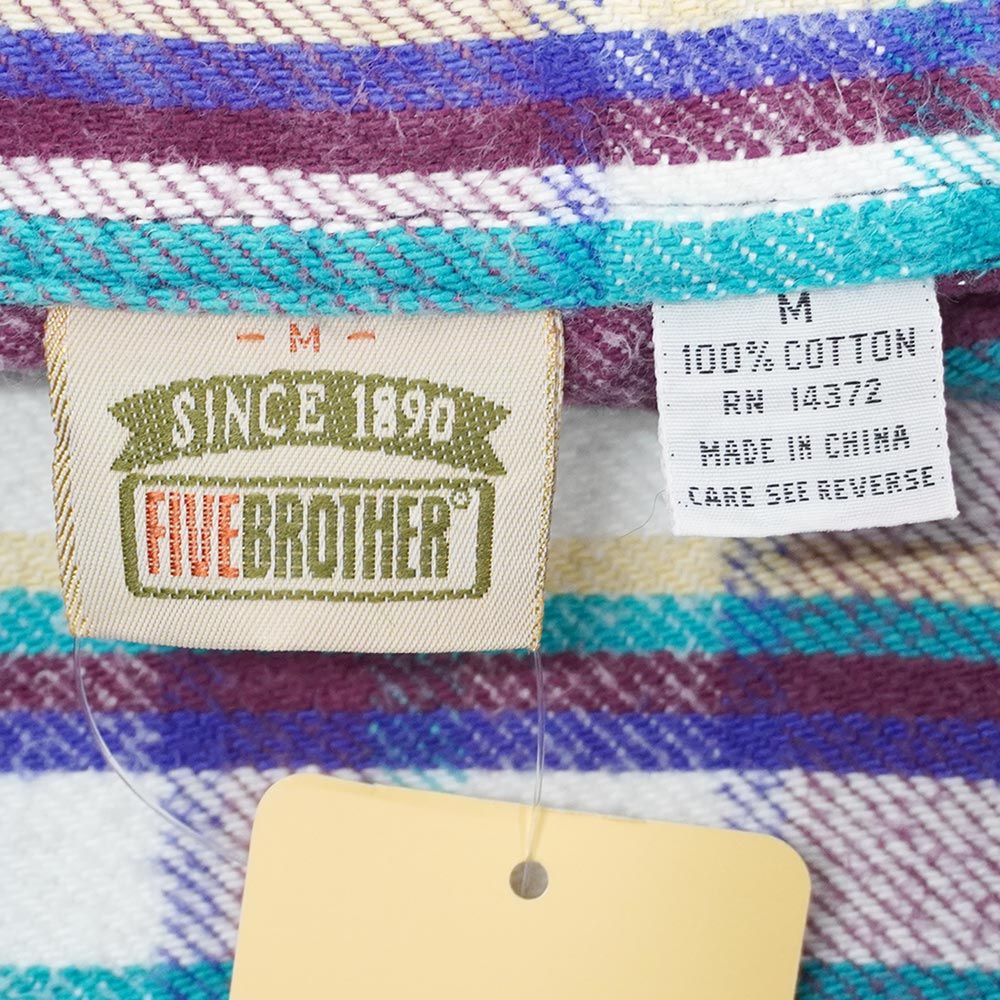 - M -
SINCE 1890
FIVEBROTHER®
M
100% COTTON
RN 14372
MADE IN CHINA
CARE SEE REVERSE